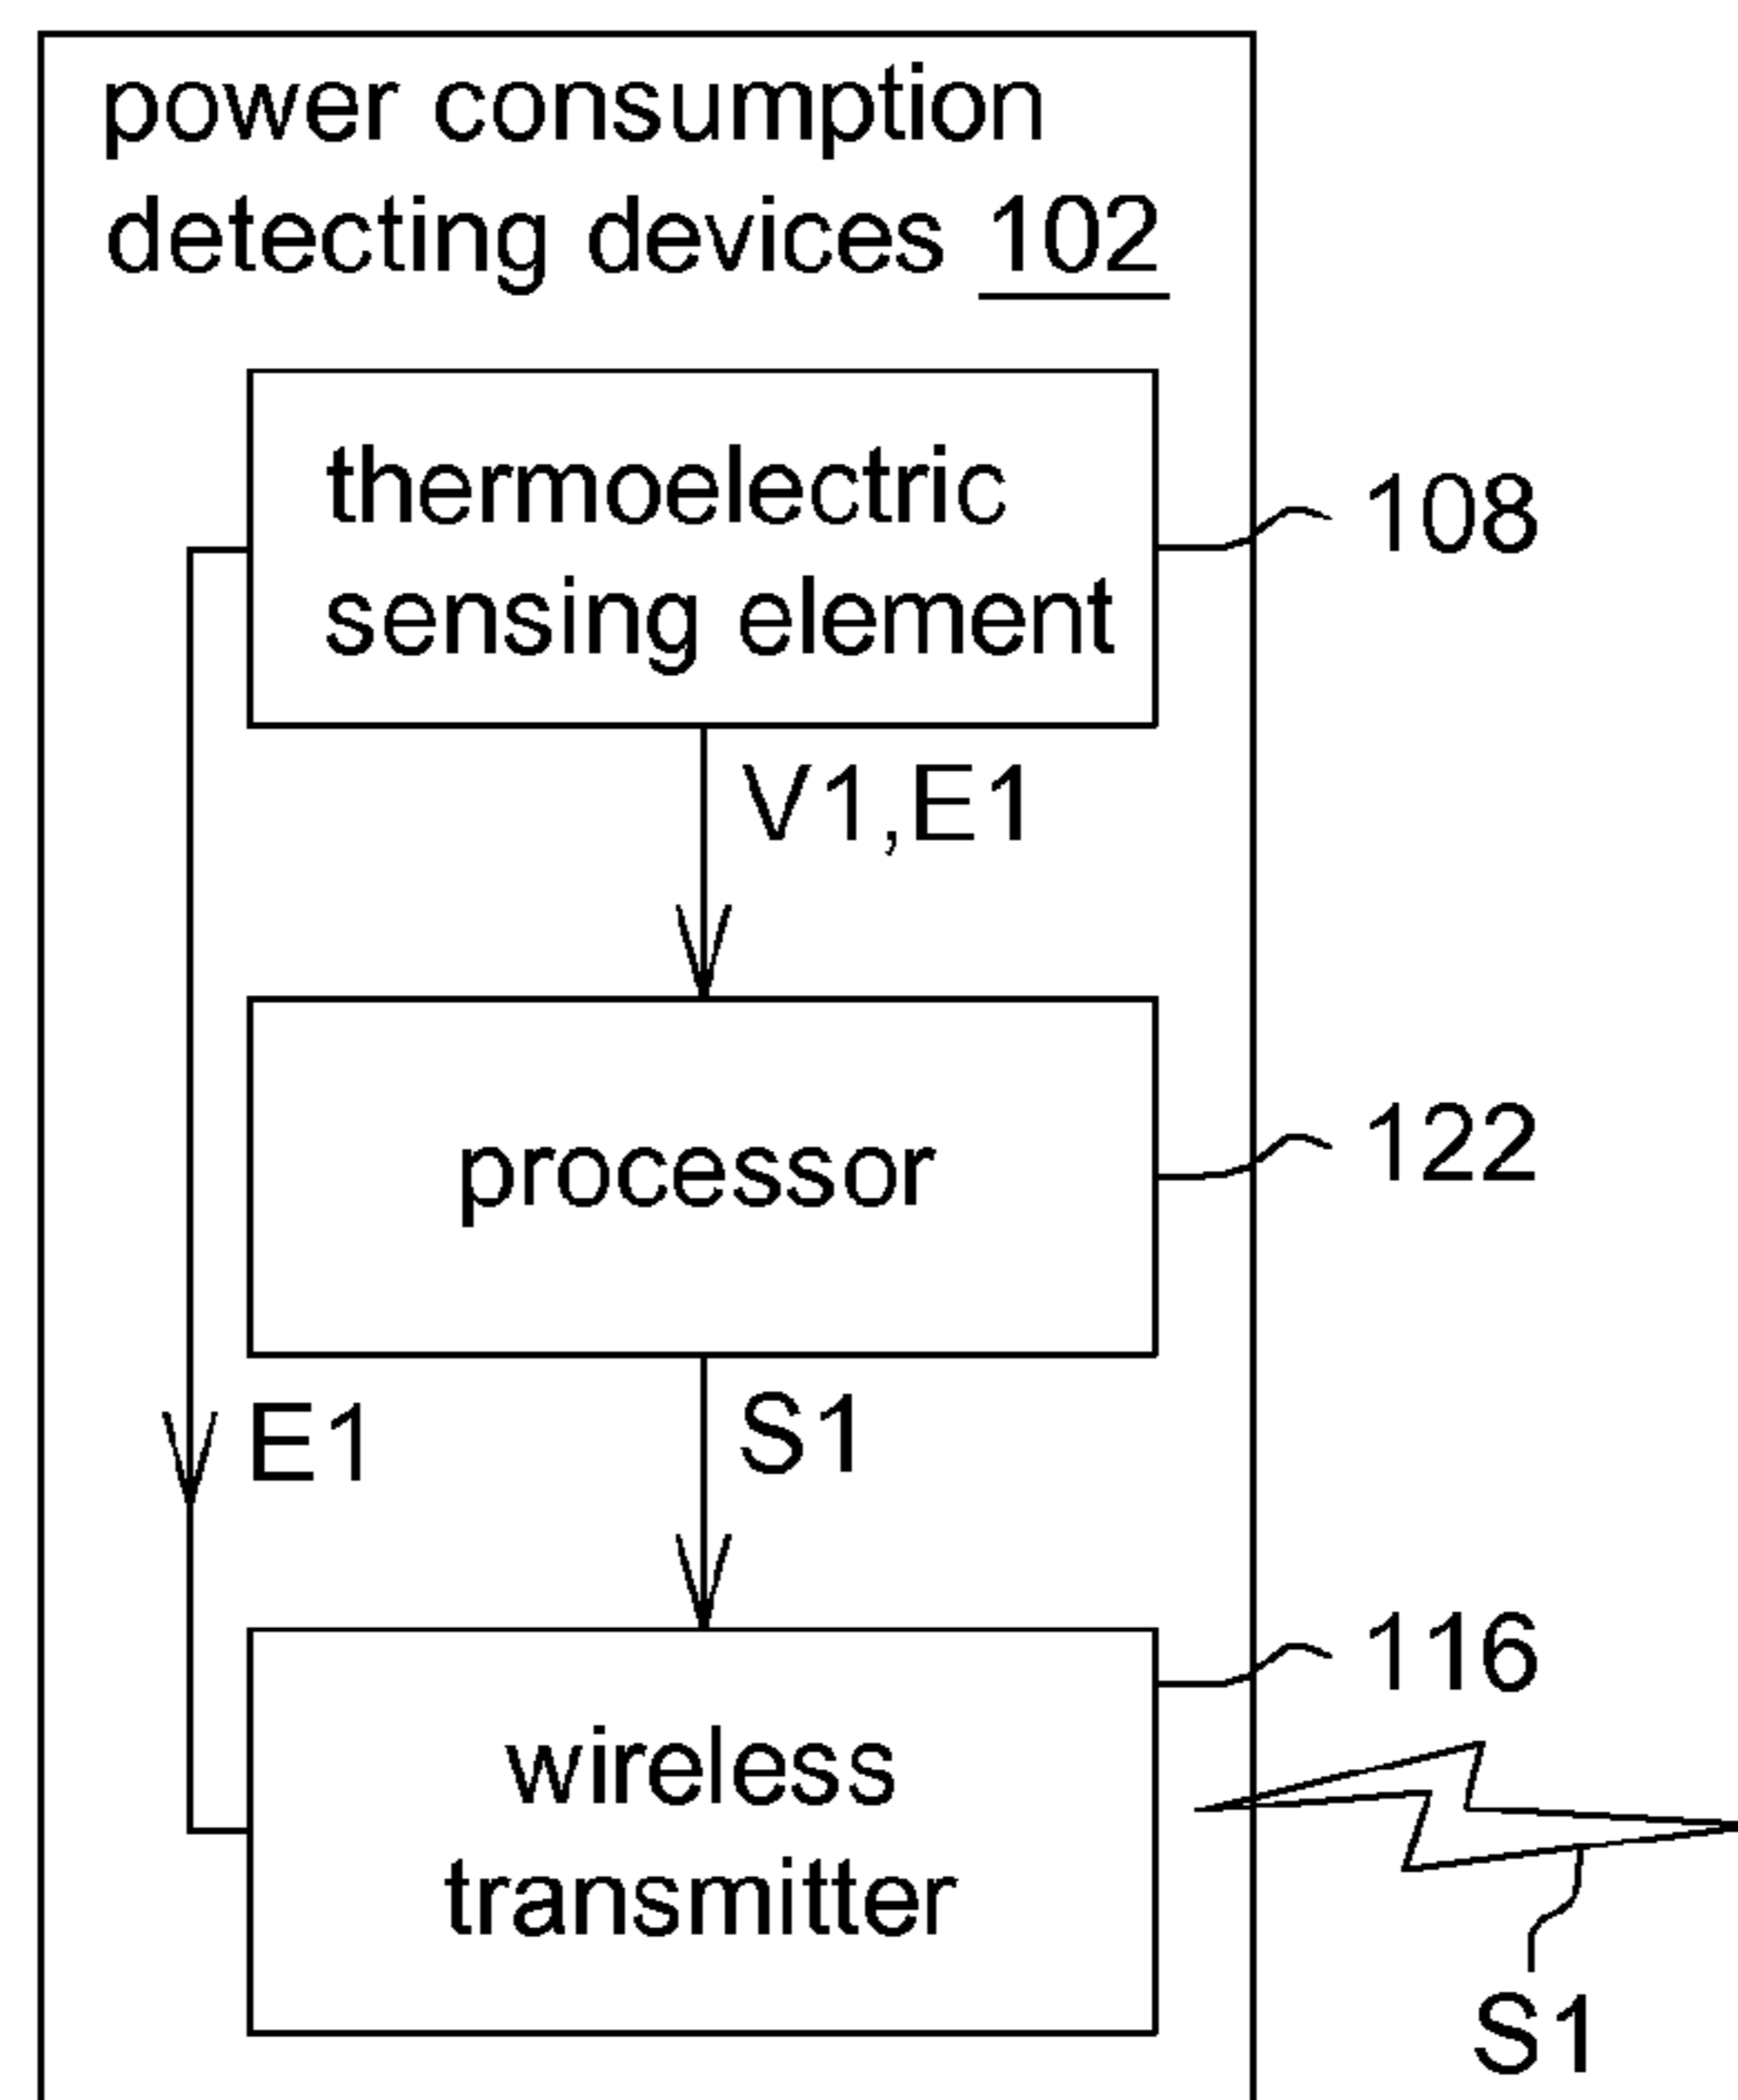 power consumption
detecting devices 102
thermoelectric
sensing element
108
V1,E1
processor
122
E1
S1
116
wireless
transmitter
S1